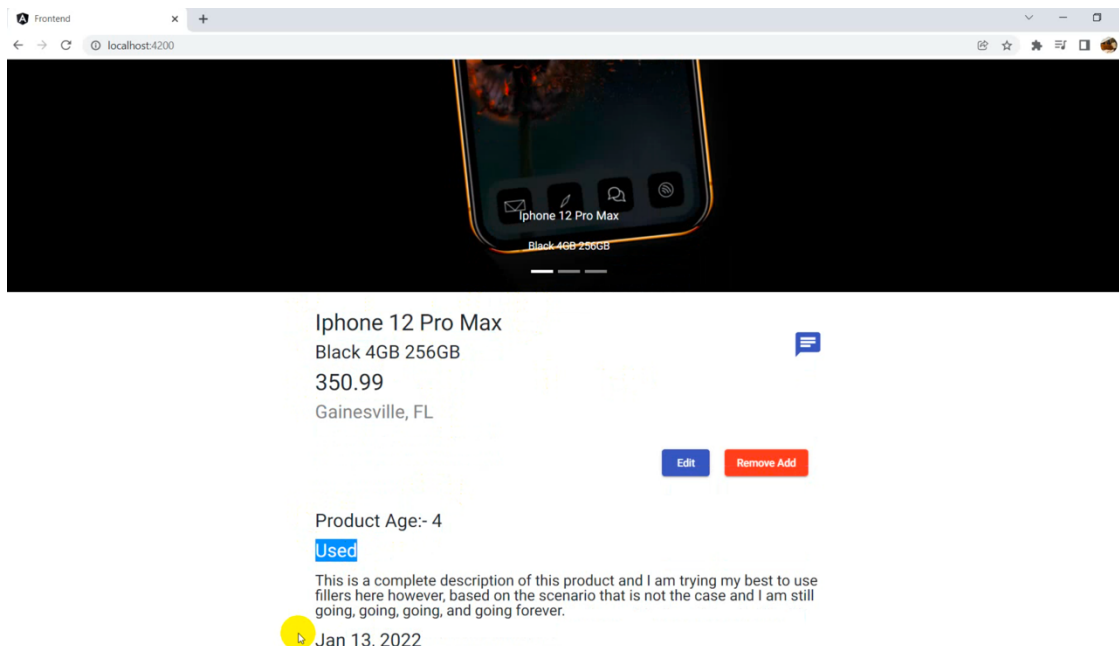 Frontend
localhost:4200
Iphone 12 Pro Max
Black 4GB 256GB
Iphone 12 Pro Max
Black 4GB 256GB
350.99
Gainesville, FL
Edit
Remove Add
Product Age:- 4
Used
This is a complete description of this product and I am trying my best to use
fillers here however, based on the scenario that is not the case and I am still
going, going, going, and going forever.
Jan 13, 2022